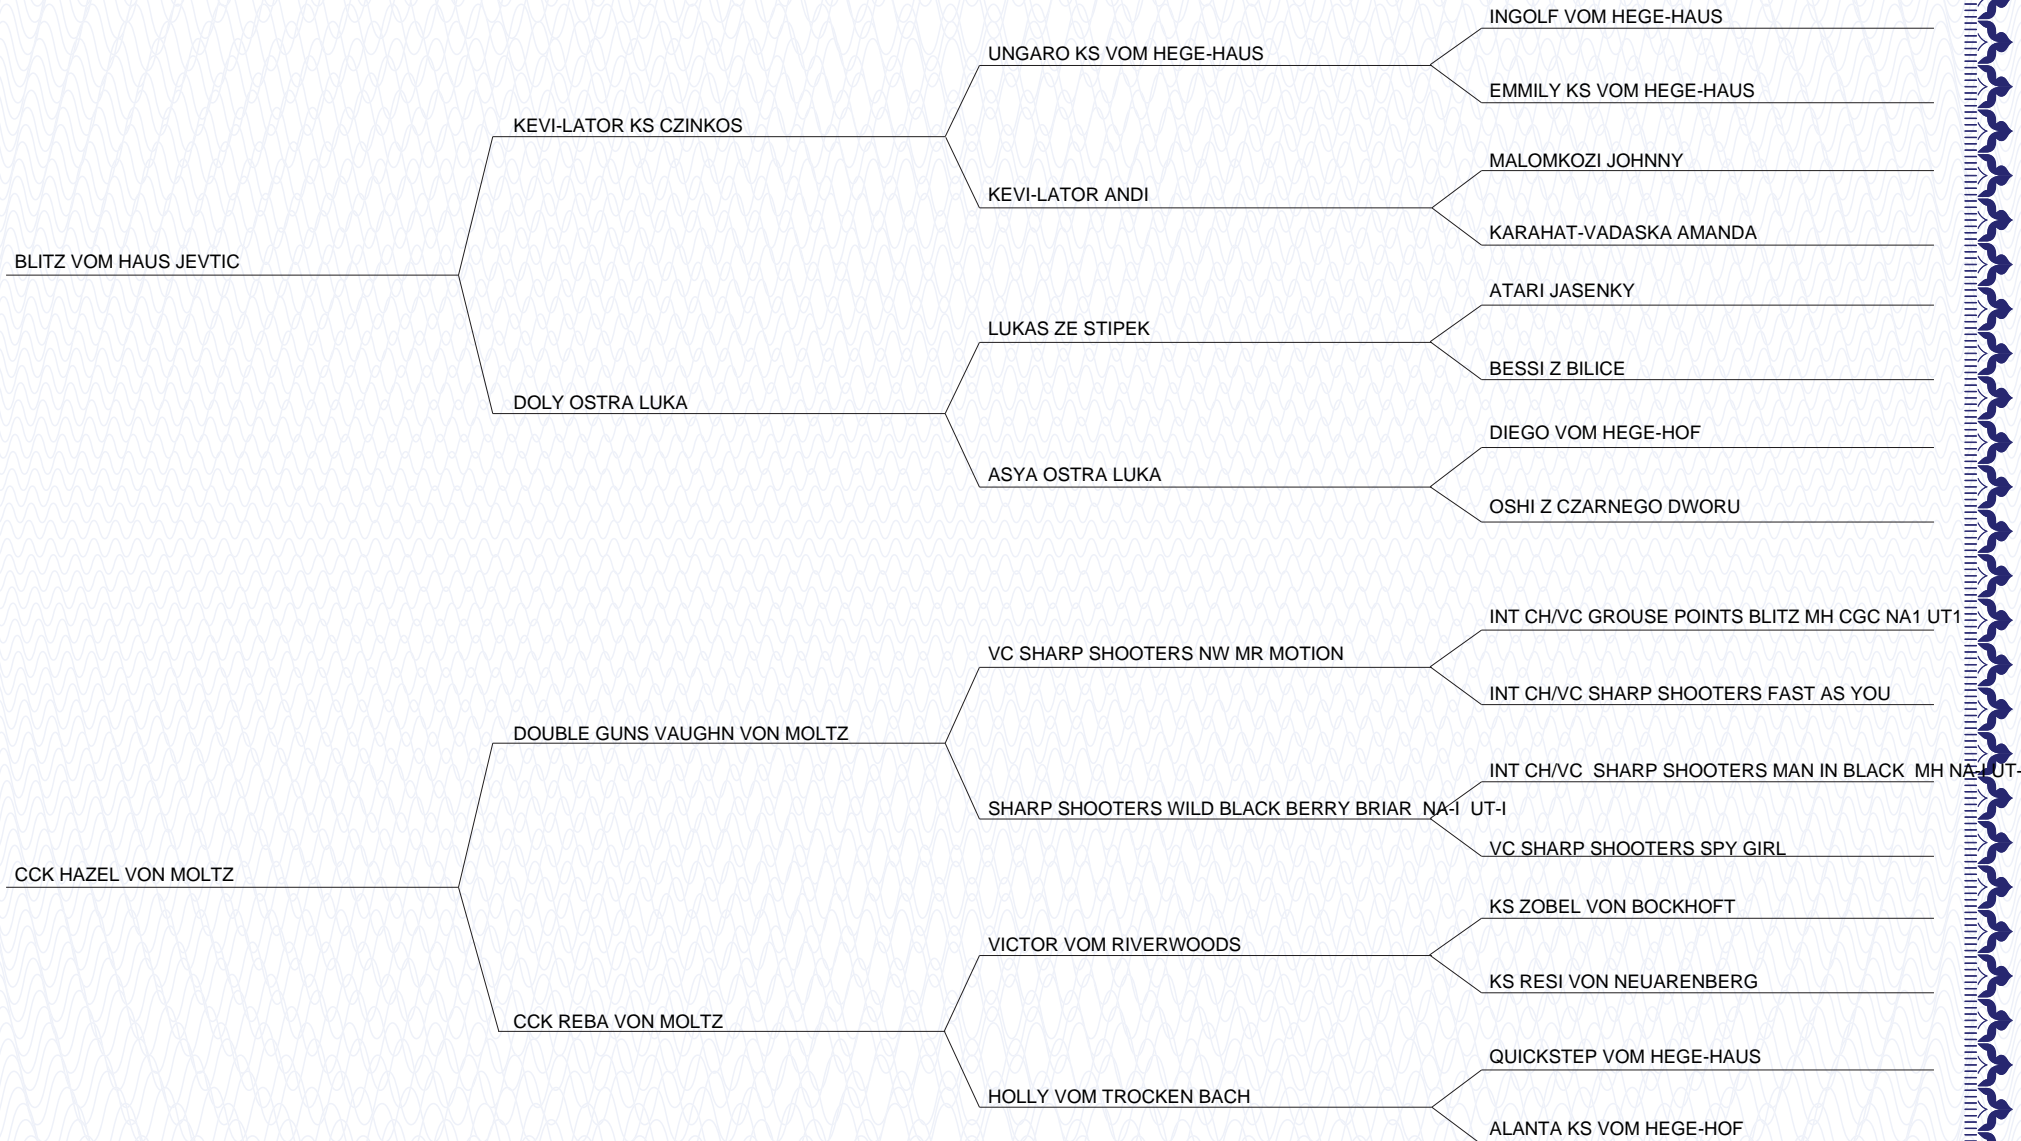 INGOLF VOM HEGE-HAUS
UNGARO KS VOM HEGE-HAUS
EMMILY KS VOM HEGE-HAUS
KEVI-LATOR KS CZINKOS
MALOMKOZI JOHNNY
KEVI-LATOR ANDI
KARAHAT-VADASKA AMANDA
BLITZ VOM HAUS JEVTIC
ATARI JASENKY
LUKAS ZE STIPEK
BESSI Z BILICE
DOLY OSTRA LUKA
DIEGO VOM HEGE-HOF
ASYA OSTRA LUKA
OSHI Z CZARNEGO DWORU
INT CH/VC GROUSE POINTS BLITZ MH CGC NA1 UT1
VC SHARP SHOOTERS NW MR MOTION
INT CH/VC SHARP SHOOTERS FAST AS YOU
DOUBLE GUNS VAUGHN VON MOLTZ
INT CH/VC  SHARP SHOOTERS MAN IN BLACK  MH NA-I UT-
SHARP SHOOTERS WILD BLACK BERRY BRIAR  NA-I  UT-I
VC SHARP SHOOTERS SPY GIRL
CCK HAZEL VON MOLTZ
KS ZOBEL VON BOCKHOFT
VICTOR VOM RIVERWOODS
KS RESI VON NEUARENBERG
CCK REBA VON MOLTZ
QUICKSTEP VOM HEGE-HAUS
HOLLY VOM TROCKEN BACH
ALANTA KS VOM HEGE-HOF